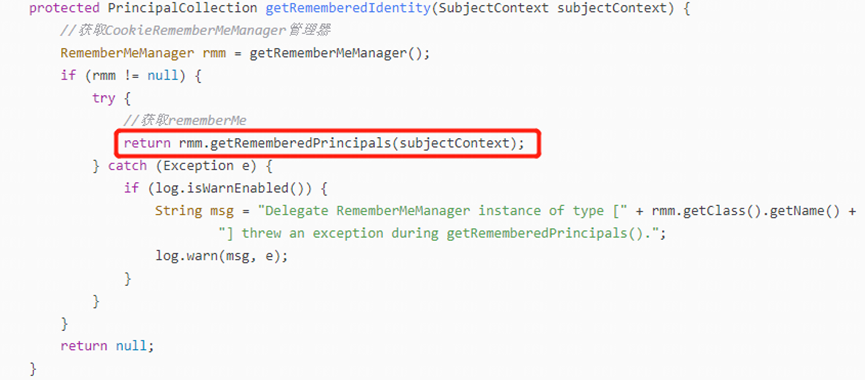 protected PrincipalCollection getRememberedIdentity(SubjectContext subjectContext) {
//获取CookieRememberMeManager管理器
RememberMeManager rmm = getRememberMeManager();
if (rmm != null) {
try {
//获取rememberMe
return rmm.getRememberedPrincipals(subjectContext);
} catch (Exception e) {
if (log.isWarnEnabled()) {
String msg = "Delegate RememberMeManager instance of type [" + rmm.getClass().getName() +
"] threw an exception during getRememberedPrincipals().";
log.warn(msg, e);
}
}
}
return null;
}